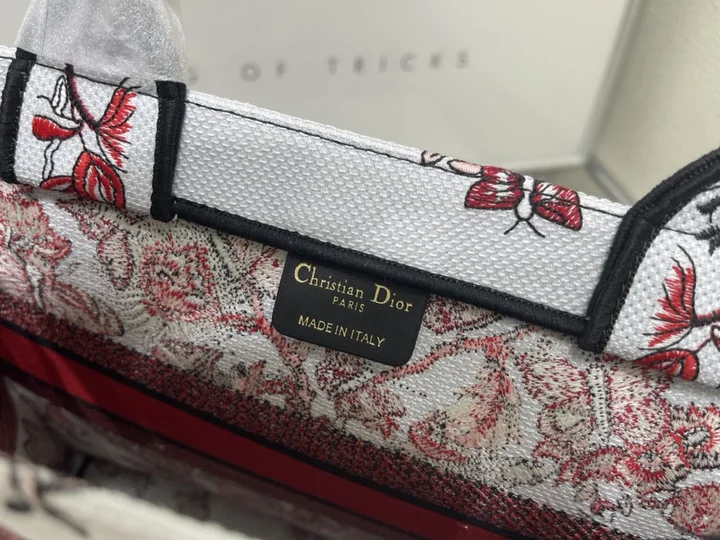 OF TRICKS
Christian Dior
PARIS
MADE IN ITALY